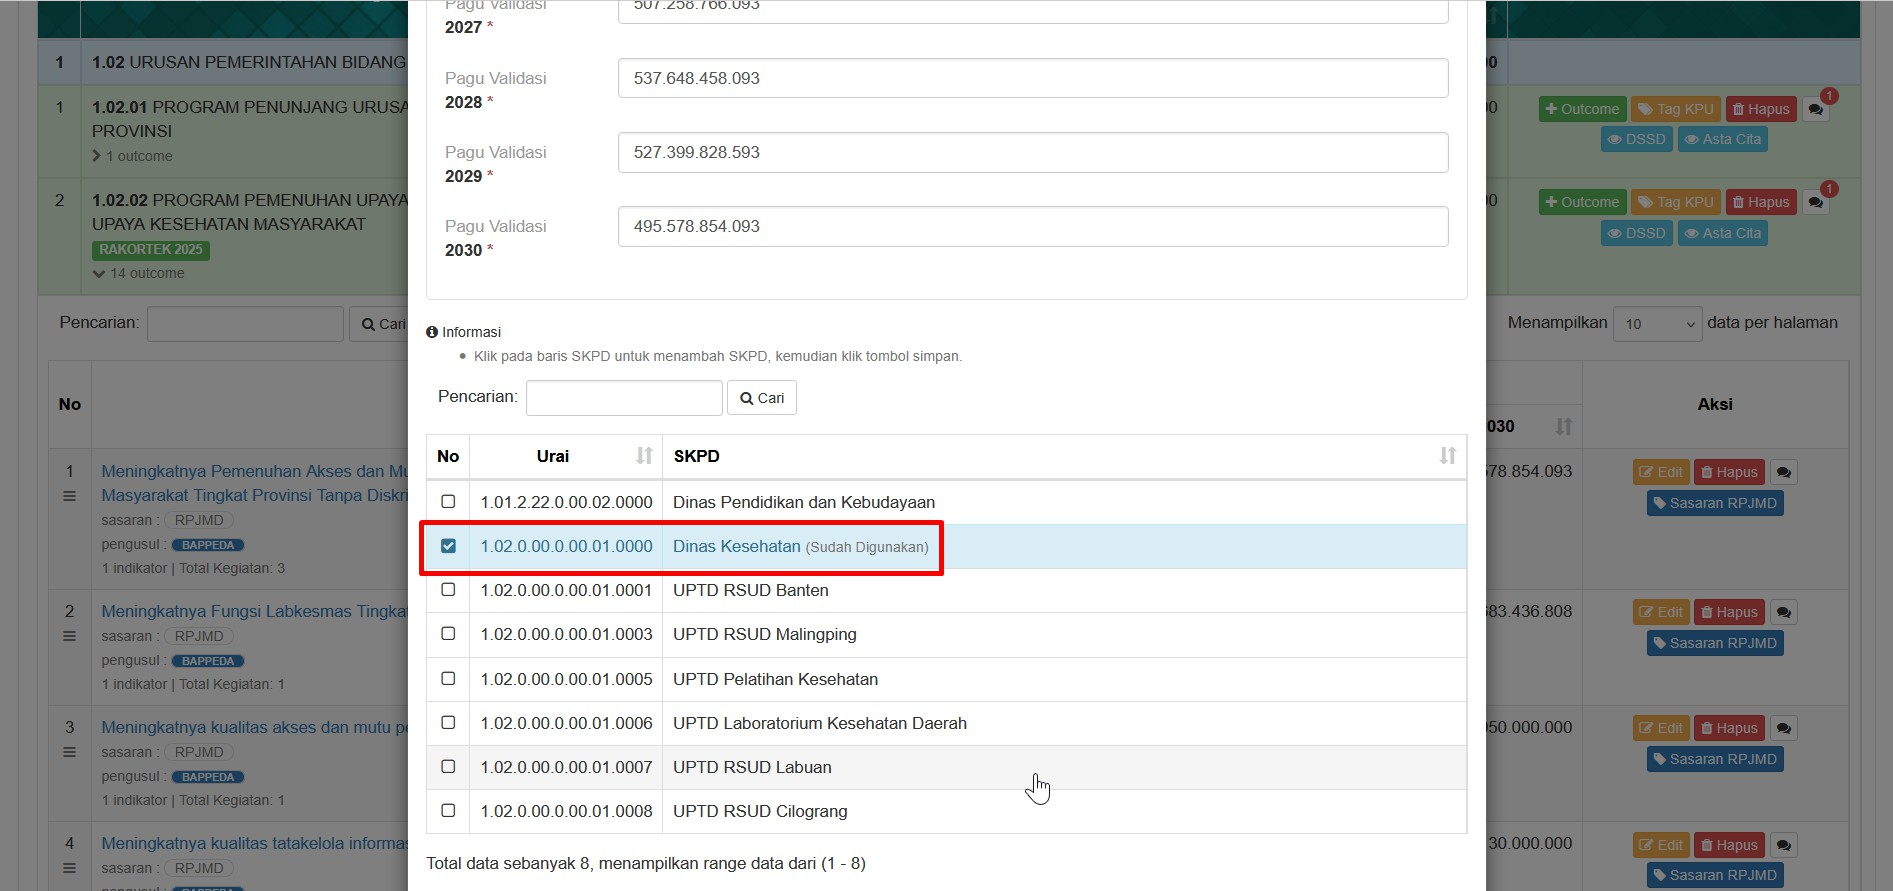 Pagu Validasi
2027 *
507.258.766.093
1 1.02 URUSAN PEMERINTAHAN BIDANG
Pagu Validasi
2028 *
537.648.458.093
1 1.02.01 PROGRAM PENUNJANG URUSA
PROVINSI
1 outcome
+ Outcome Tag KPU Hapus 1
DSSD Asta Cita
Pagu Validasi
2029 *
527.399.828.593
2 1.02.02 PROGRAM PEMENUHAN UPAYA
UPAYA KESEHATAN MASYARAKAT
RAKORTEK 2025
14 outcome
+ Outcome Tag KPU Hapus 1
DSSD Asta Cita
Pagu Validasi
2030 *
495.578.854.093
Pencarian: Cari
Menampilkan 10 data per halaman
Informasi
• Klik pada baris SKPD untuk menambah SKPD, kemudian klik tombol simpan.
Pencarian: Cari
No
030
Aksi
No Urai SKPD
1.01.2.22.0.00.02.0000 Dinas Pendidikan dan Kebudayaan
1.02.0.00.0.00.01.0000 Dinas Kesehatan (Sudah Digunakan)
1.02.0.00.0.00.01.0001 UPTD RSUD Banten
1.02.0.00.0.00.01.0003 UPTD RSUD Malingping
1.02.0.00.0.00.01.0005 UPTD Pelatihan Kesehatan
1.02.0.00.0.00.01.0006 UPTD Laboratorium Kesehatan Daerah
1.02.0.00.0.00.01.0007 UPTD RSUD Labuan
1.02.0.00.0.00.01.0008 UPTD RSUD Cilograng
Total data sebanyak 8, menampilkan range data dari (1 - 8)
1 Meningkatnya Pemenuhan Akses dan Mu
Masyarakat Tingkat Provinsi Tanpa Diskri
sasaran : RPJMD
pengusul : BAPPEDA
1 indikator | Total Kegiatan: 3
78.854.093 Edit Hapus
Sasaran RPJMD
2 Meningkatnya Fungsi Labkesmas Tingka
sasaran : RPJMD
pengusul : BAPPEDA
1 indikator | Total Kegiatan: 1
83.436.808 Edit Hapus
Sasaran RPJMD
3 Meningkatnya kualitas akses dan mutu pe
sasaran : RPJMD
pengusul : BAPPEDA
1 indikator | Total Kegiatan: 1
50.000.000 Edit Hapus
Sasaran RPJMD
4 Meningkatnya kualitas tatakelola informas
sasaran : RPJMD
pengusul : BAPPEDA
30.000.000 Edit Hapus
Sasaran RPJMD